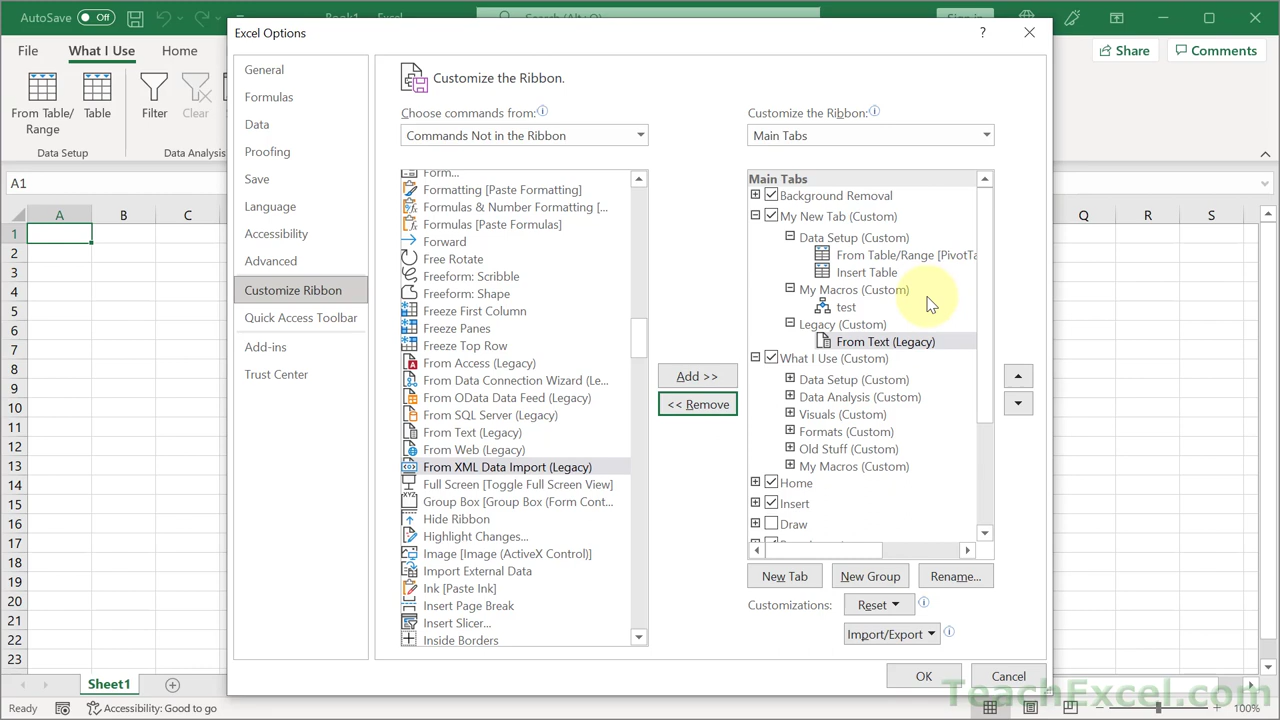 AutoSave Off Book1 Search (Alt+Q) Sign in
Excel Options ?
File What I Use Home Share Comments
From Table/
Range
Table Filter Clear
Data Setup Data Analysis
A1
A B C Q R S
1
2
3
4
5
6
7
8
9
10
11
12
13
14
15
16
17
18
19
20
21
22
23
General
Formulas
Data
Proofing
Save
Language
Accessibility
Advanced
Customize Ribbon
Quick Access Toolbar
Add-ins
Trust Center
Customize the Ribbon.
Choose commands from:
Commands Not in the Ribbon
Form...
Formatting [Paste Formatting]
Formulas & Number Formatting [...
Formulas [Paste Formulas]
Forward
Free Rotate
Freeform: Scribble
Freeform: Shape
Freeze First Column
Freeze Panes
Freeze Top Row
From Access (Legacy)
From Data Connection Wizard (Le...
From OData Data Feed (Legacy)
From SQL Server (Legacy)
From Text (Legacy)
From Web (Legacy)
From XML Data Import (Legacy)
Full Screen [Toggle Full Screen View]
Group Box [Group Box (Form Cont...
Hide Ribbon
Highlight Changes...
Image [Image (ActiveX Control)]
Import External Data
Ink [Paste Ink]
Insert Page Break
Insert Slicer...
Inside Borders
Add >>
<< Remove
Customize the Ribbon:
Main Tabs
Main Tabs
Background Removal
My New Tab (Custom)
Data Setup (Custom)
From Table/Range [PivotTa
Insert Table
My Macros (Custom)
test
Legacy (Custom)
From Text (Legacy)
What I Use (Custom)
Data Setup (Custom)
Data Analysis (Custom)
Visuals (Custom)
Formats (Custom)
Old Stuff (Custom)
My Macros (Custom)
Home
Insert
Draw
New Tab New Group Rename...
Customizations: Reset
Import/Export
OK Cancel
Sheet1
Ready Accessibility: Good to go 100%
TeachExcel.com